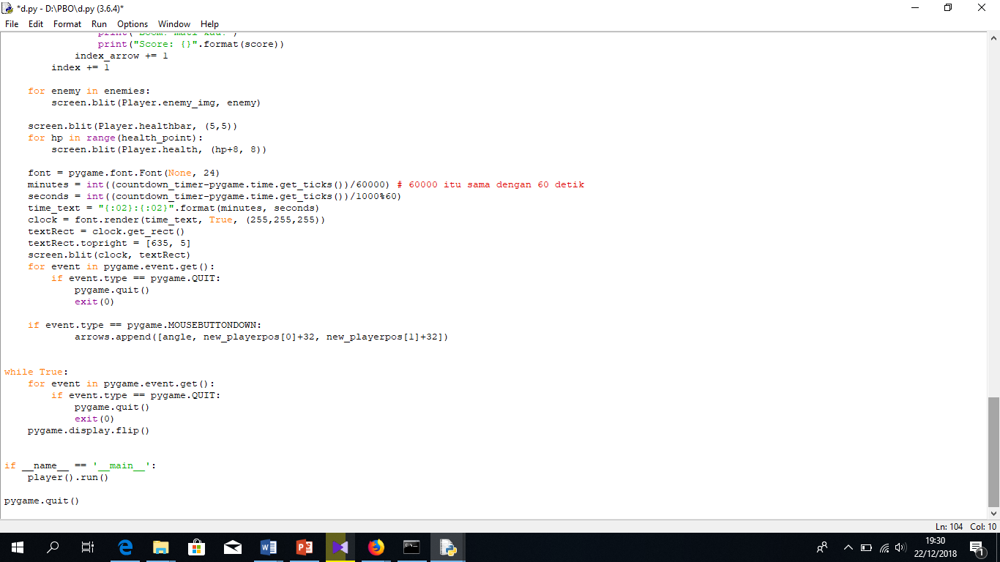 *d.py - D:\PBO\d.py (3.6.4)*
File Edit Format Run Options Window Help
print("Score: {}".format(score))
index_arrow += 1
index += 1
for enemy in enemies:
screen.blit(Player.enemy_img, enemy)
screen.blit(Player.healthbar, (5,5))
for hp in range(health_point):
screen.blit(Player.health, (hp+8, 8))
font = pygame.font.Font(None, 24)
minutes = int((countdown_timer-pygame.time.get_ticks())/60000) # 60000 itu sama dengan 60 detik
seconds = int((countdown_timer-pygame.time.get_ticks())/1000%60)
time_text = "{:02}:{:02}".format(minutes, seconds)
clock = font.render(time_text, True, (255,255,255))
textRect = clock.get_rect()
textRect.topright = [635, 5]
screen.blit(clock, textRect)
for event in pygame.event.get():
if event.type == pygame.QUIT:
pygame.quit()
exit(0)
if event.type == pygame.MOUSEBUTTONDOWN:
arrows.append([angle, new_playerpos[0]+32, new_playerpos[1]+32])
while True:
for event in pygame.event.get():
if event.type == pygame.QUIT:
pygame.quit()
exit(0)
pygame.display.flip()
if __name__ == '__main__':
player().run()
pygame.quit()
Ln: 104 Col: 10
19:30
22/12/2018
1